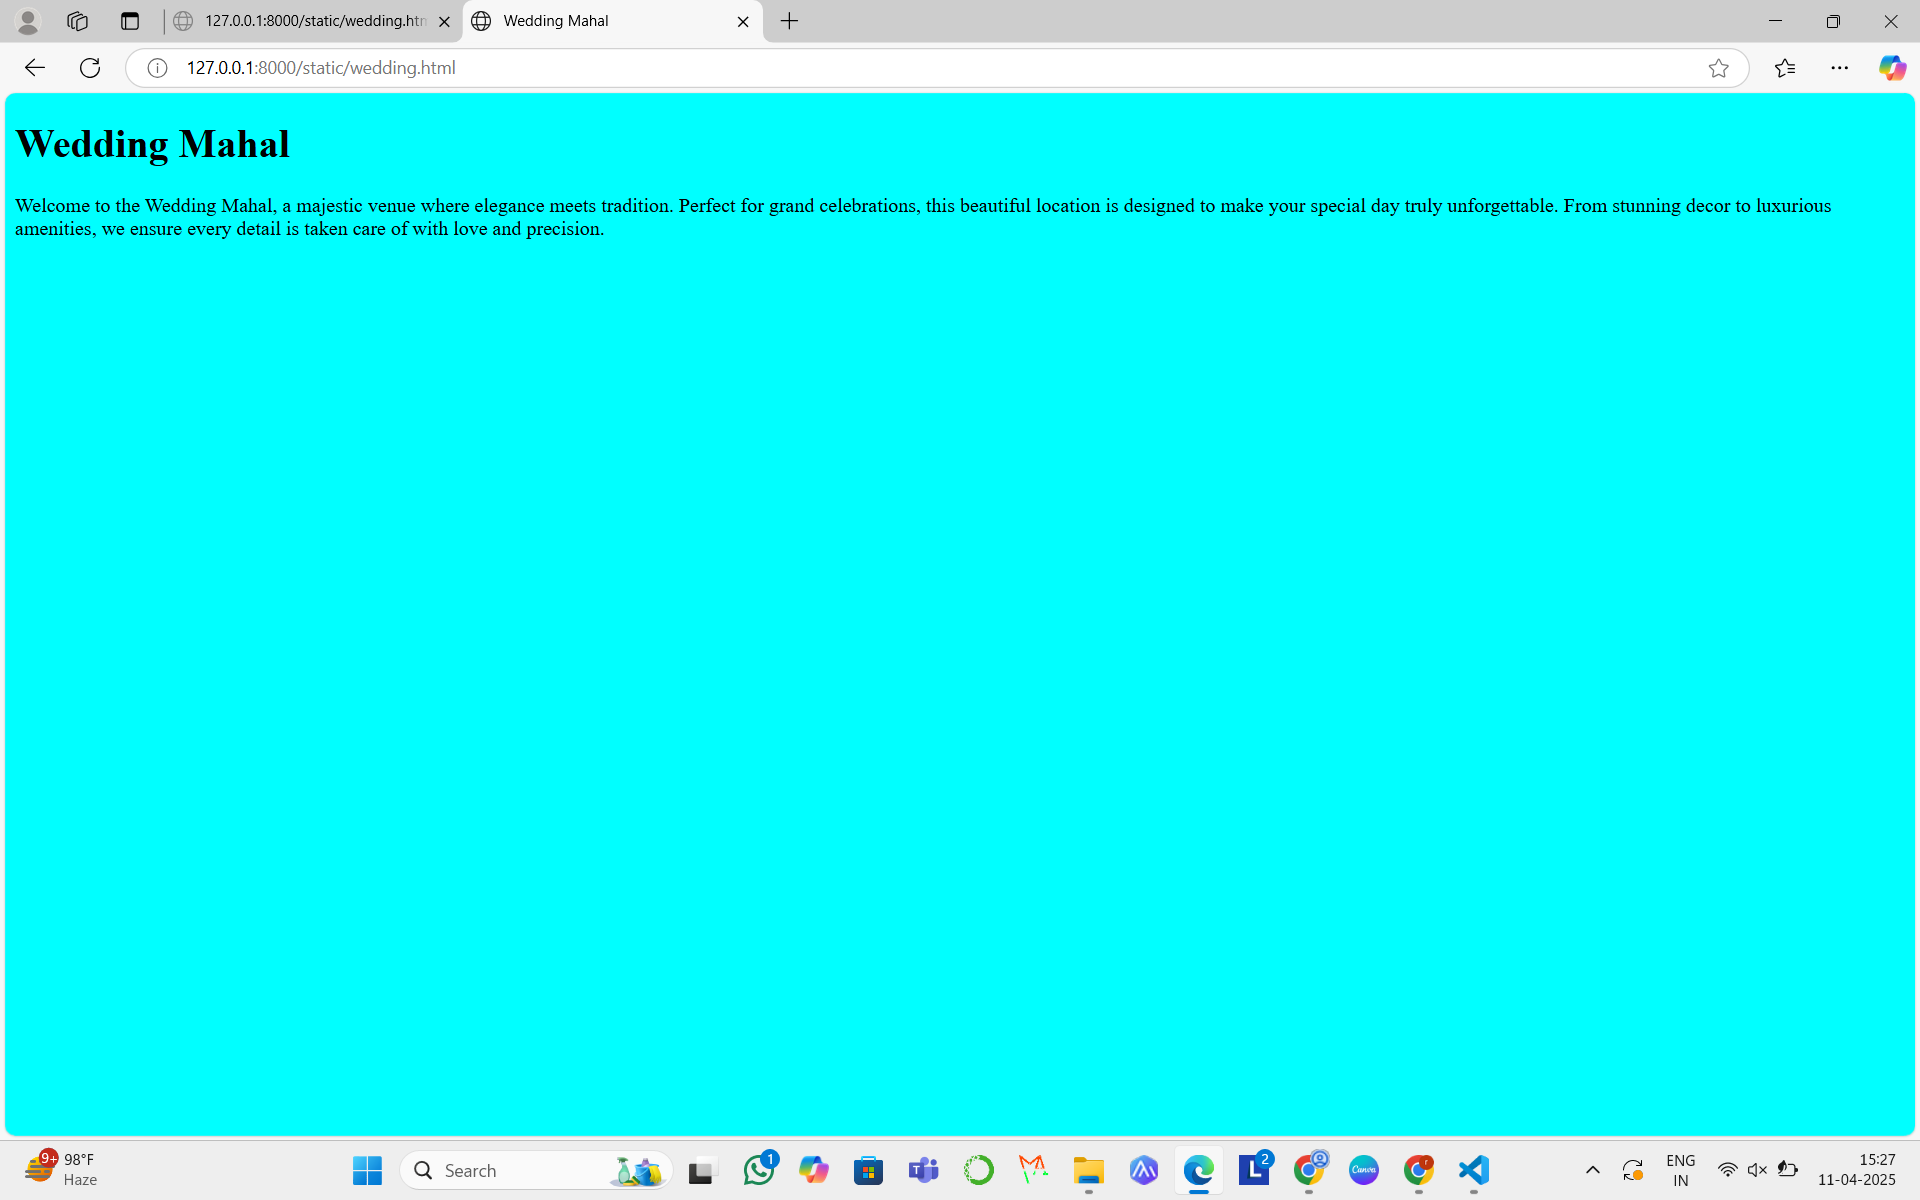 127.0.0.1:8000/static/wedding.htm
Wedding Mahal
127.0.0.1:8000/static/wedding.html
Wedding Mahal
Welcome to the Wedding Mahal, a majestic venue where elegance meets tradition. Perfect for grand celebrations, this beautiful location is designed to make your special day truly unforgettable. From stunning decor to luxurious
amenities, we ensure every detail is taken care of with love and precision.
9+
98°F
Haze
Search
1
T
L
2
Canva
r
ENG
IN
15:27
11-04-2025